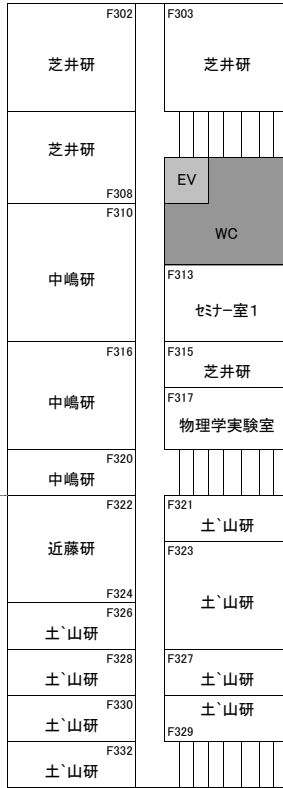 F302
芝井研
F303
芝井研
芝井研
F308
EV
WC
F310
中嶋研
F313
セミナー室1
F316
中嶋研
F315
芝井研
F317
物理学実験室
F320
中嶋研
F322
近藤研
F324
F321
土`山研
F323
土`山研
F326
土`山研
F328
土`山研
F327
土`山研
F330
土`山研
土`山研
F329
F332
土`山研